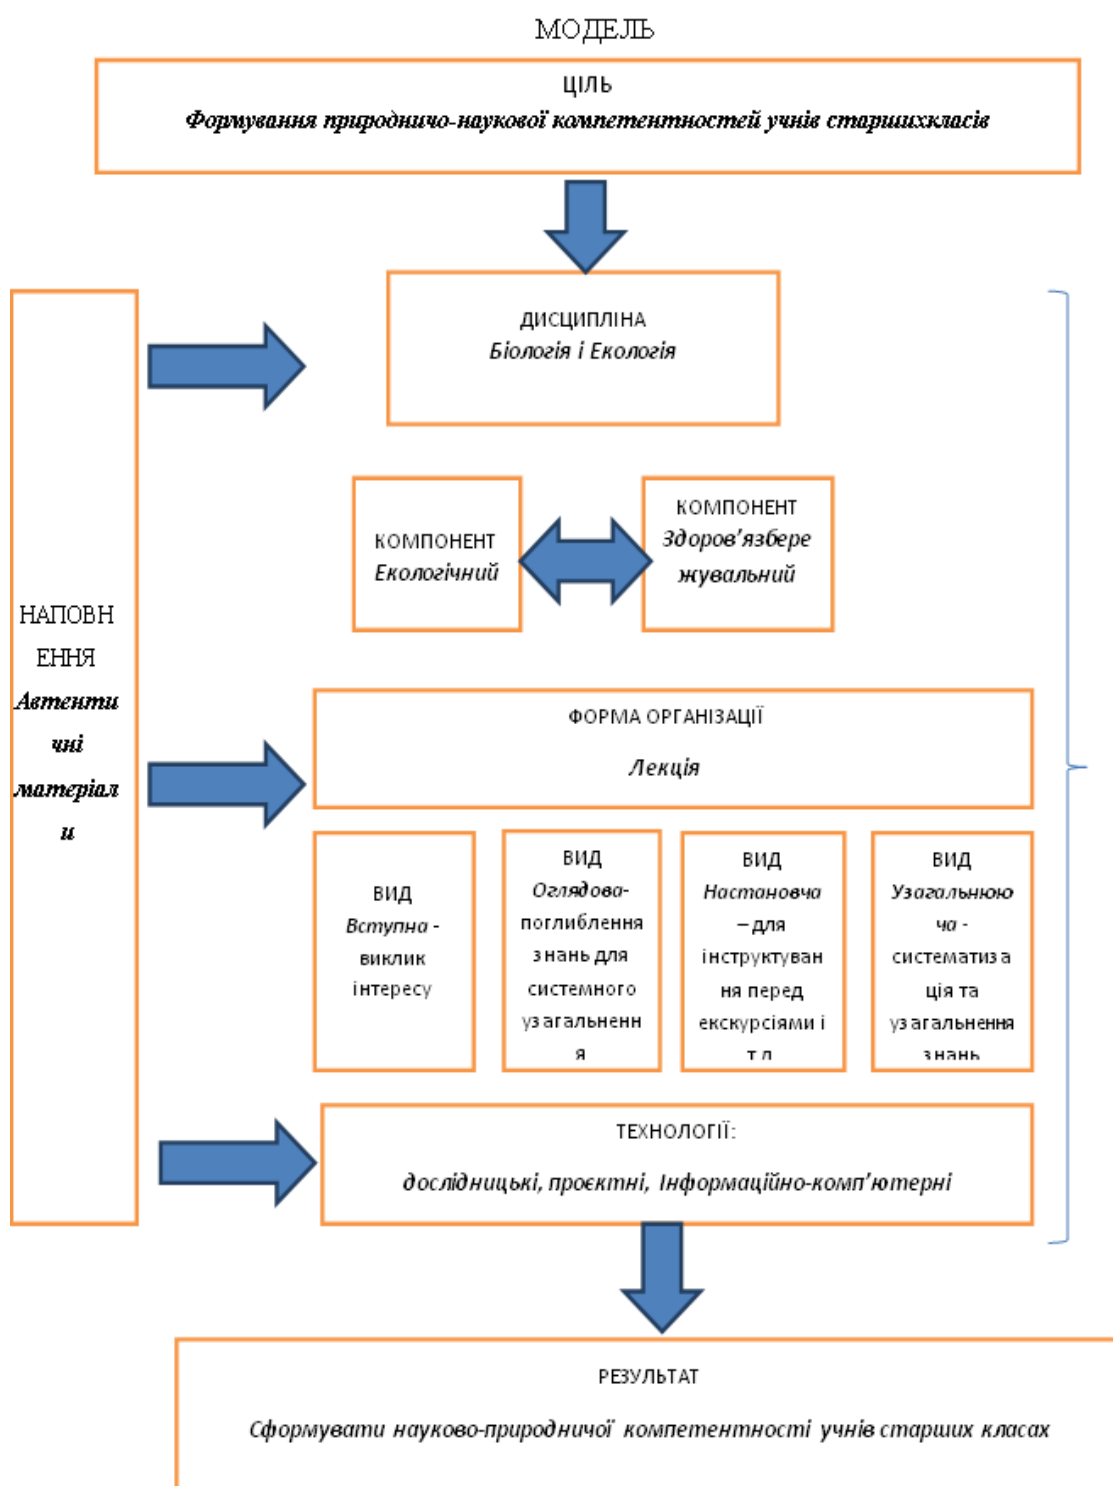 МОДЕЛЬ
ЦІЛЬ
Формування природничо-наукової компетентностей учнів старшихкласів
ДИСЦИПЛІНА
Біологія і Екологія
КОМПОНЕНТ
Екологічний
КОМПОНЕНТ
Здоров'язбере
жувальний
НАПОВН
ЕННЯ
Автенти
чні
матеріал
и
ФОРМА ОРГАНІЗАЦІЇ
Лекція
ВИД
Вступна -
виклик
інтересу
ВИД
Оглядова-
поглиблення
знань для
системного
узагальненн
я
ВИД
Настановча
– для
інструктуван
ня перед
екскурсіями і
т д
ВИД
Узагальнюю
ча -
систематиза
ція та
узагальнення
знань
ТЕХНОЛОГІЇ:
дослідницькі, проєктні, Інформаційно-комп'ютерні
РЕЗУЛЬТАТ
Сформувати науково-природничої компетентності учнів старших класах